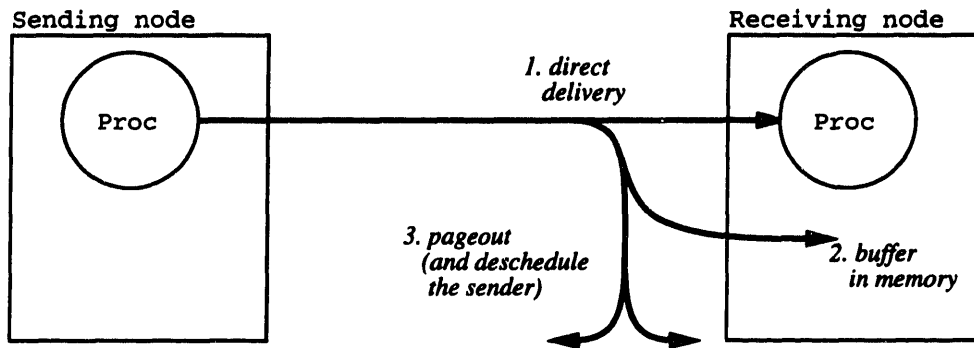 Sending node
Receiving node
Proc
1. direct
delivery
Proc
3. pageout
(and deschedule
the sender)
2. buffer
in memory